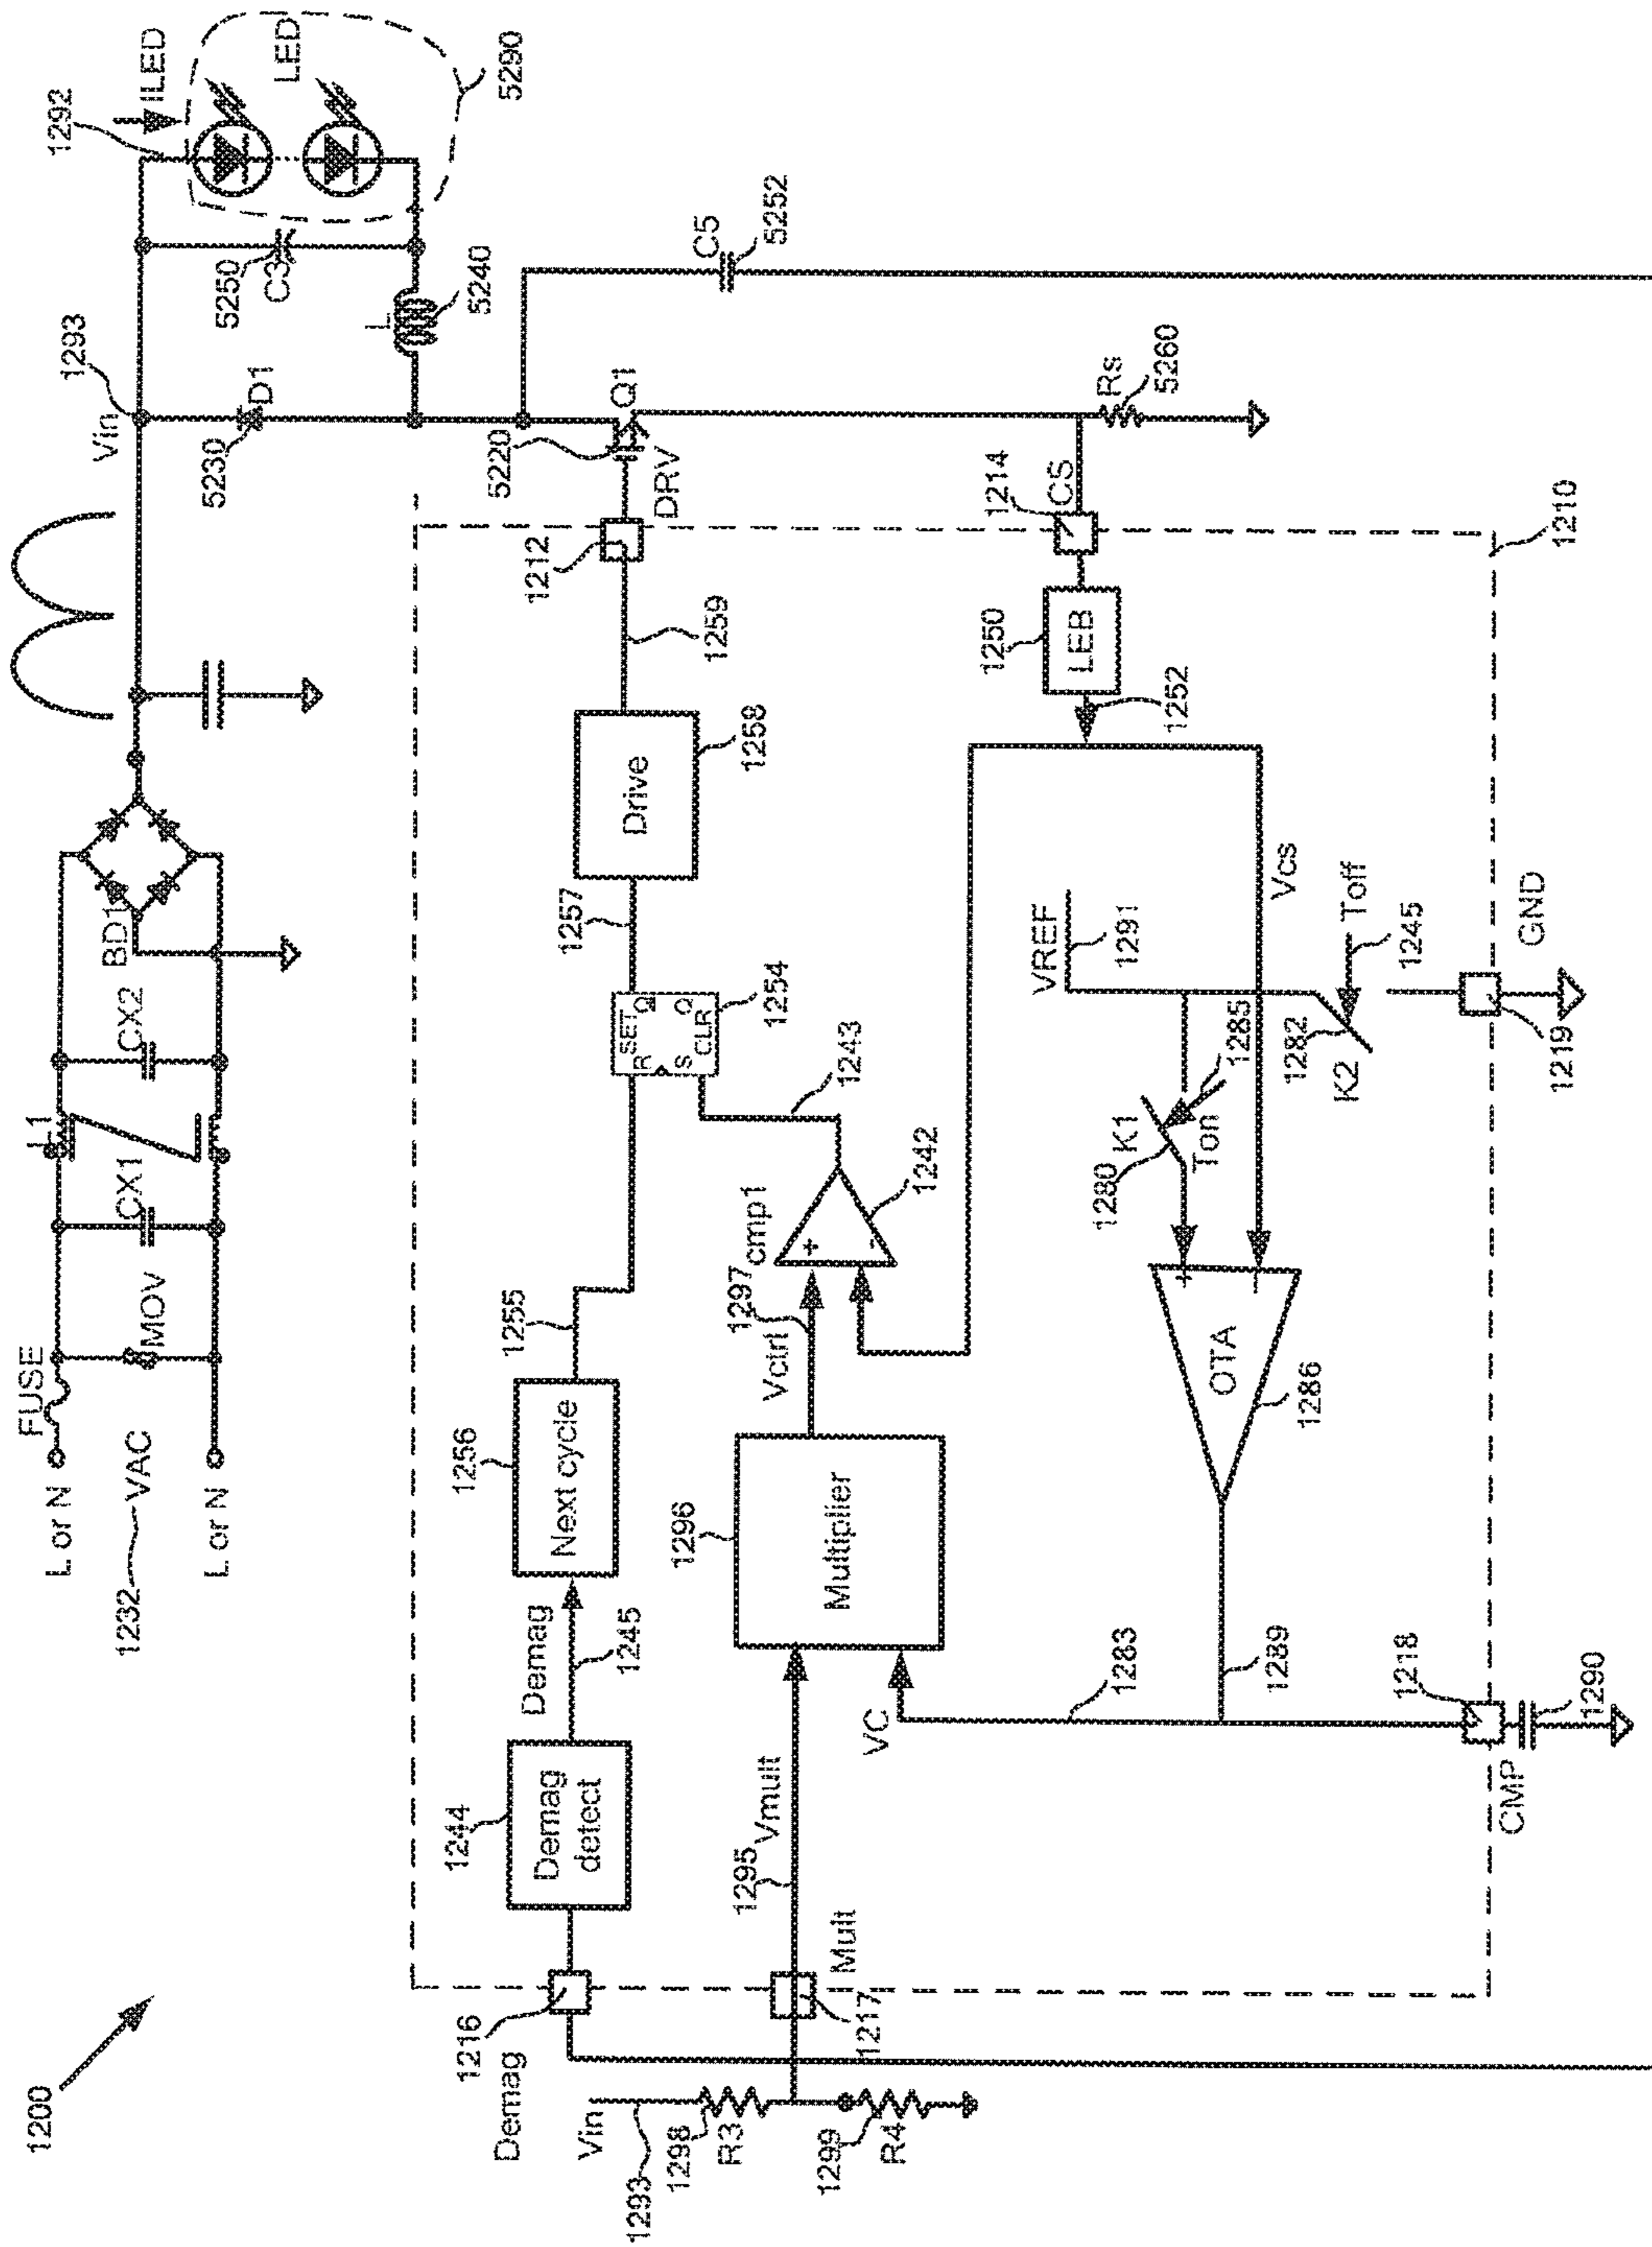 1200
L or N
FUSE
1232
VAC
L or N
MOV
CX1
L1
CX2
BD1
Vin
1293
5230
D1
5250
C3
L
5240
1292
ILED
LED
5290
Demag
1216
1244
Demag
detect
Demag
1245
1256
Next cycle
1255
R
SET
Q
S
CLR
Q
1254
1257
Drive
1258
1259
1212
DRV
5220
Q1
C5
5252
Vin
1293
1298
R3
1299
R4
1217
Mult
1295
Vmult
VC
1296
Multiplier
Vctrl
1297
cmp1
+
-
1242
1243
1283
1289
OTA
1286
+
-
1280
K1
Ton
1285
VREF
1291
Vcs
1282
K2
Toff
1245
1250
LEB
1252
1214
CS
Rs
5260
1218
CMP
1290
1219
GND
1210